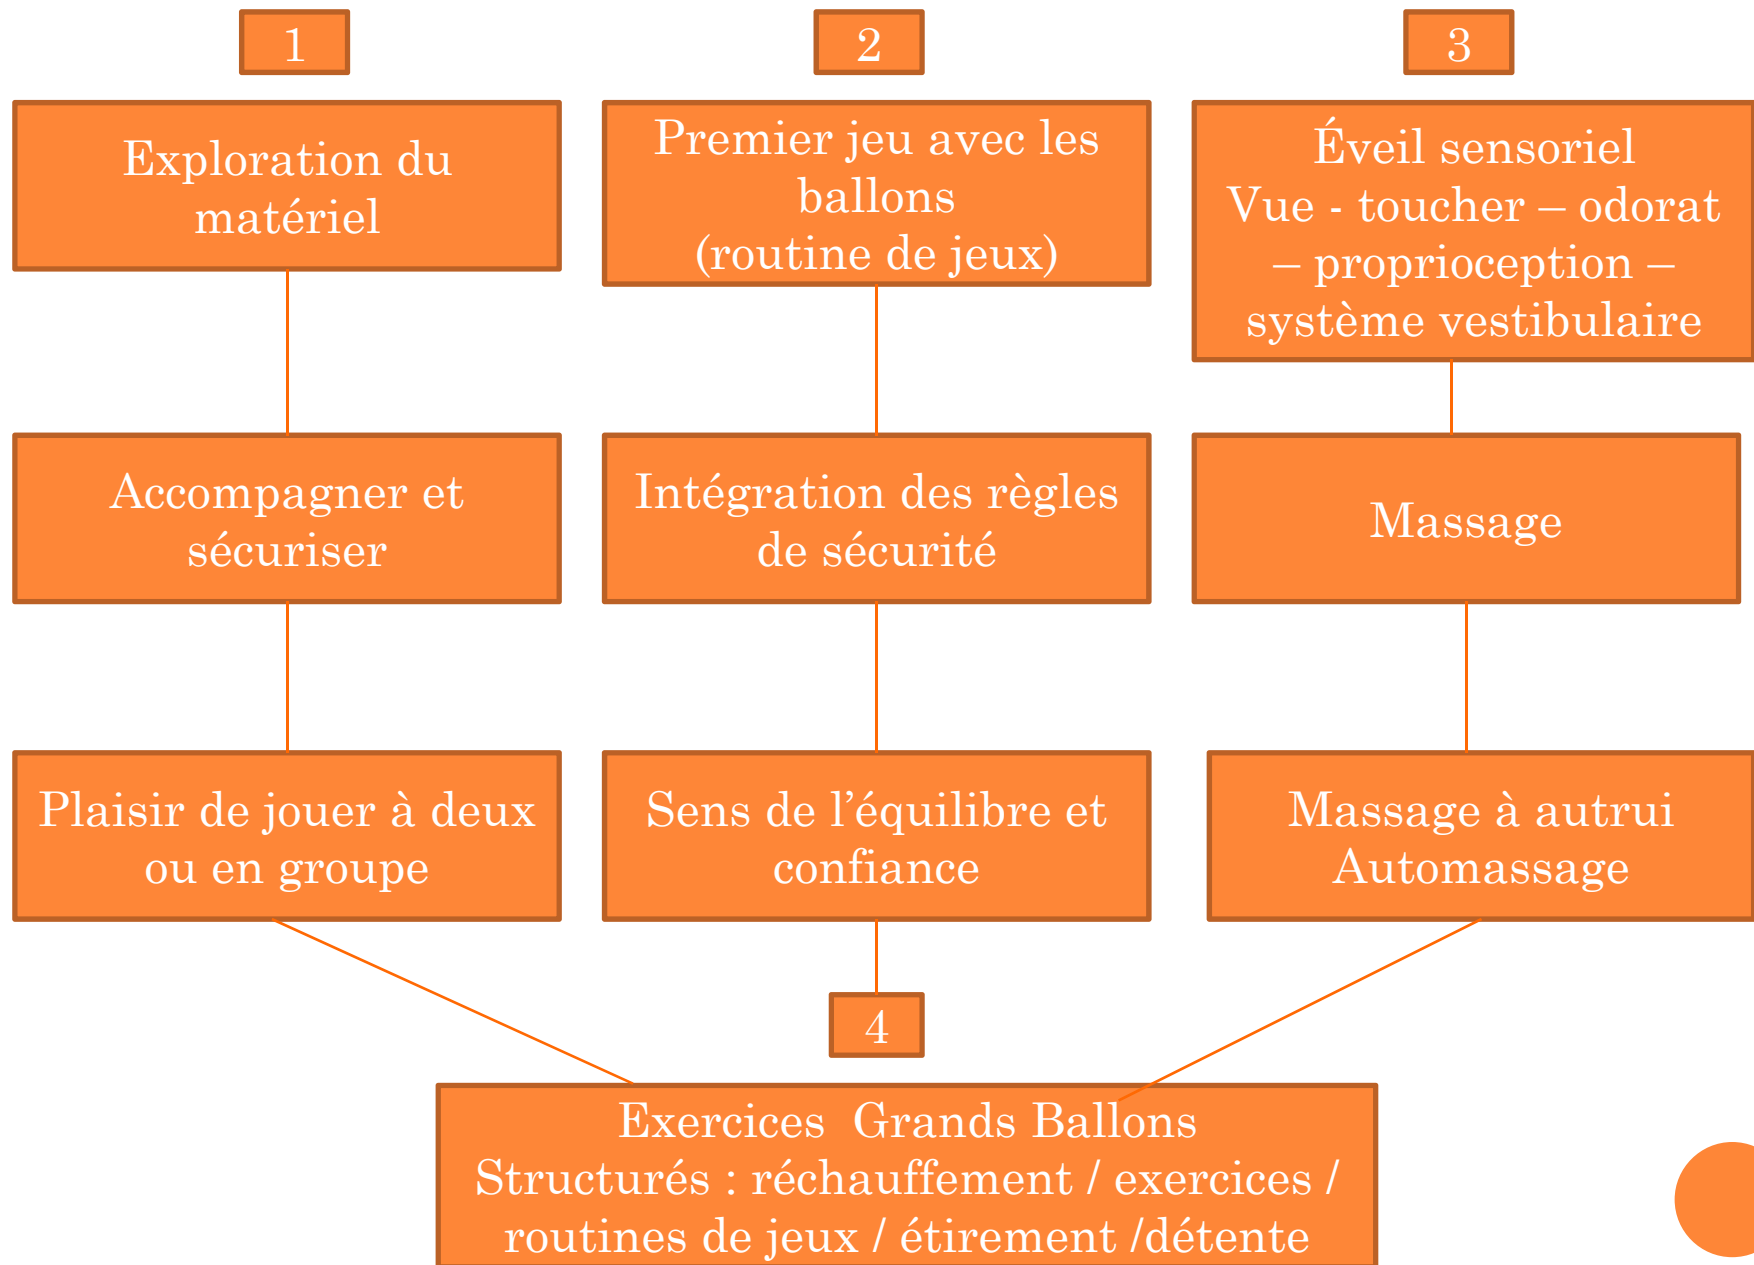 1
Exploration du
matériel
Accompagner et
sécuriser
Plaisir de jouer à deux
ou en groupe
2
Premier jeu avec les
ballons
(routine de jeux)
Intégration des règles
de sécurité
Sens de l’équilibre et
confiance
3
Éveil sensoriel
Vue - toucher – odorat
– proprioception –
système vestibulaire
Massage
Massage à autrui
Automassage
4
Exercices  Grands Ballons
Structurés : réchauffement / exercices /
routines de jeux / étirement /détente